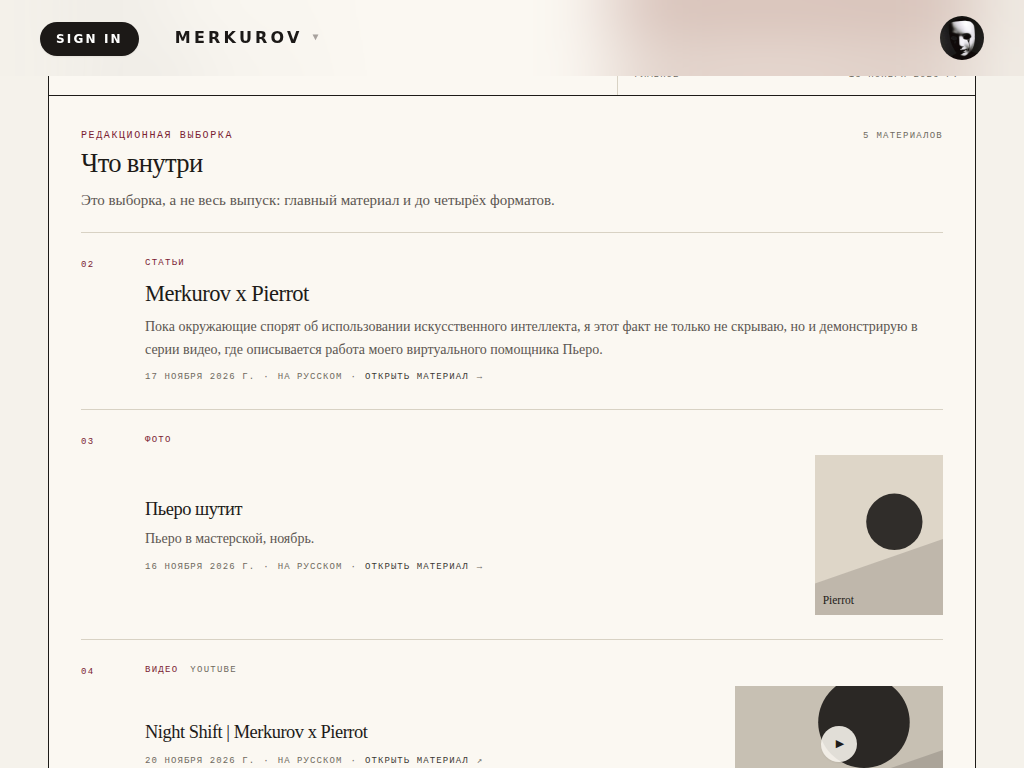 SIGN IN
MERKUROV
РЕДАКЦИОННАЯ ВЫБОРКА
5 МАТЕРИАЛОВ
Что внутри
Это выборка, а не весь выпуск: главный материал и до четырёх форматов.
02
СТАТЬИ
Merkurov x Pierrot
Пока окружающие спорят об использовании искусственного интеллекта, я этот факт не только не скрываю, но и демонстрирую в
серии видео, где описывается работа моего виртуального помощника Пьеро.
17 НОЯБРЯ 2026 Г. · НА РУССКОМ · ОТКРЫТЬ МАТЕРИАЛ →
03
ФОТО
Пьеро шутит
Пьеро в мастерской, ноябрь.
16 НОЯБРЯ 2026 Г. · НА РУССКОМ · ОТКРЫТЬ МАТЕРИАЛ →
Pierrot
04
ВИДЕО YOUTUBE
Night Shift | Merkurov x Pierrot
20 НОЯБРЯ 2026 Г. · НА РУССКОМ · ОТКРЫТЬ МАТЕРИАЛ ↗